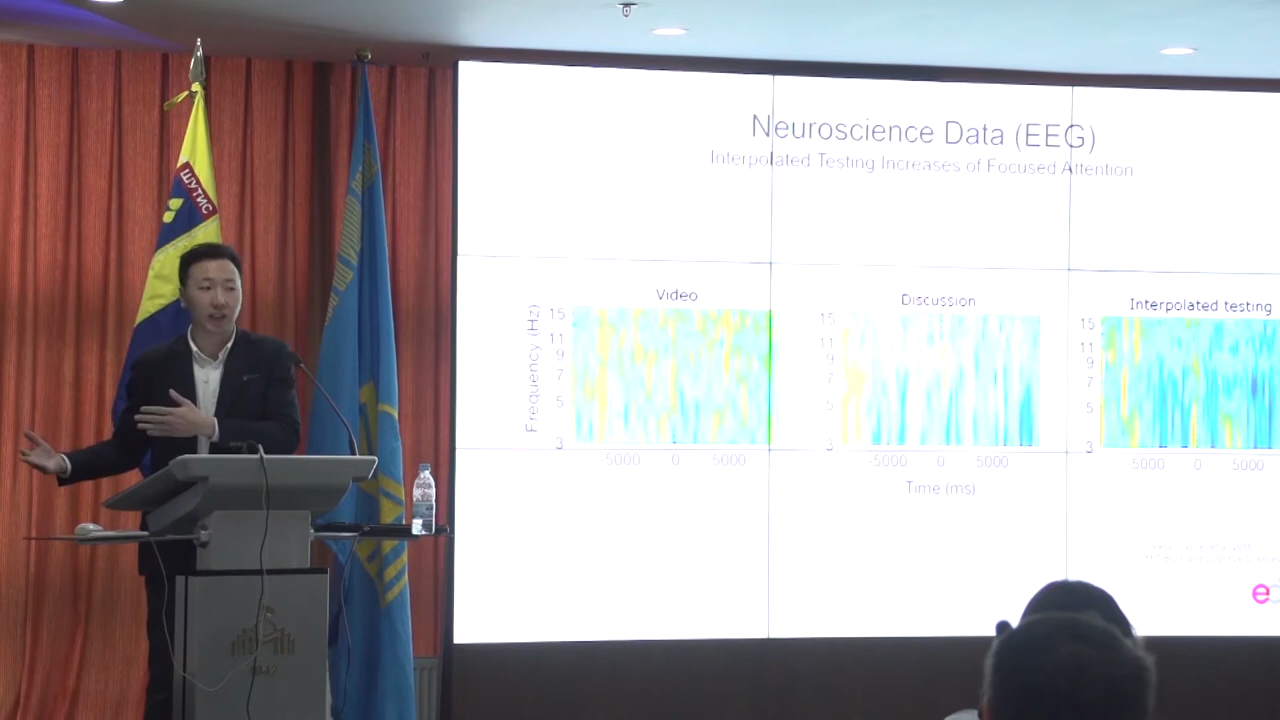 Neuroscience Data (EEG)
Interpolated Testing Increases of Focused Attention
ШУТИС
Video
Discussion
Interpolated testing
Frequency (Hz)
15
11
9
7
5
3
-5000 0 5000
15
11
9
7
5
3
-5000 0 5000
15
11
9
7
5
3
5000 0 5000
Time (ms)
e
1942